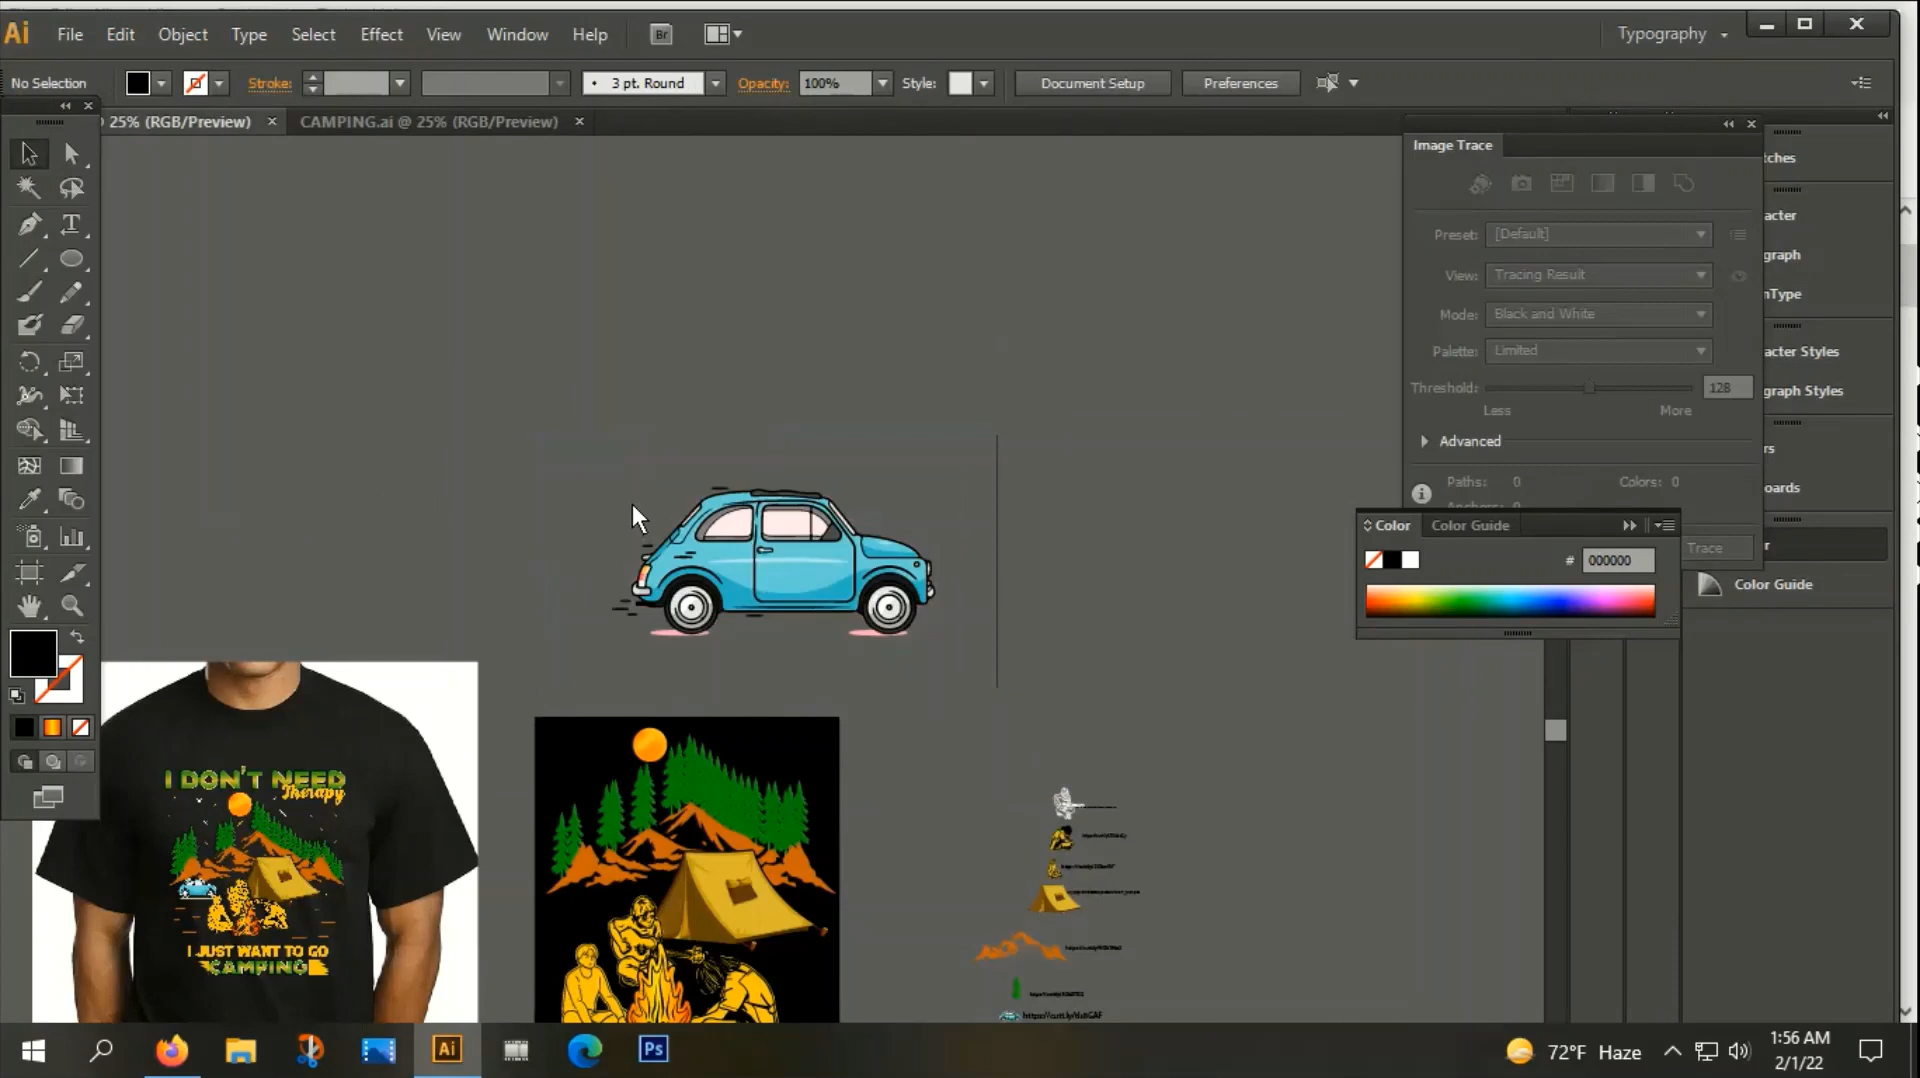 Ai File Edit Object Type Select Effect View Window Help Br Typography
No Selection Stroke: 3 pt. Round Opacity: 100% Style: Document Setup Preferences
25% (RGB/Preview) CAMPING.ai @ 25% (RGB/Preview)
Image Trace
Preset: [Default]
View: Tracing Result
Mode: Black and White
Palette: Limited
Threshold: 128
Less More
Advanced
Paths: 0 Colors: 0
Color Color Guide
# 000000
Trace
tches
acter
graph
nType
acter Styles
graph Styles
rs
oards
r
Color Guide
I DON'T NEED
Therapy
I JUST WANT TO GO
CAMPING
Ai Ps 72°F Haze
1:56 AM
2/1/22